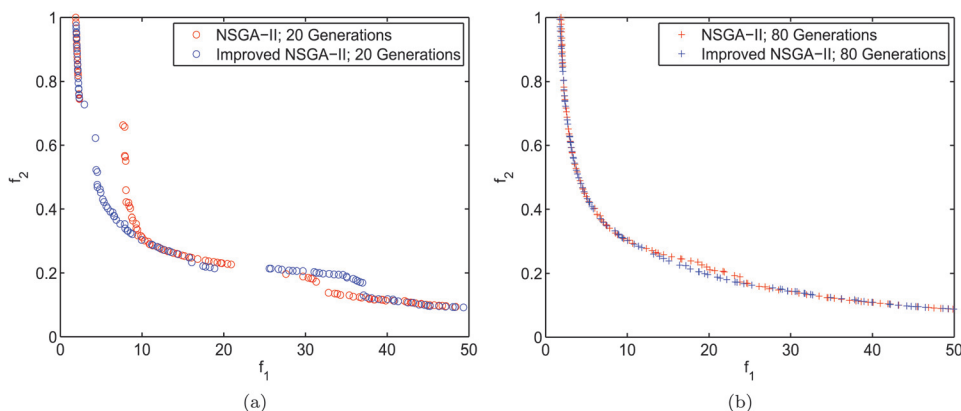 NSGA−II; 20 Generations
Improved NSGA−II; 20 Generations
1
0.8
0.6
0.4
0.2
0
f2
0 10 20 30 40 50
f1
(a)
NSGA−II; 80 Generations
Improved NSGA−II; 80 Generations
1
0.8
0.6
0.4
0.2
0
f2
0 10 20 30 40 50
f1
(b)